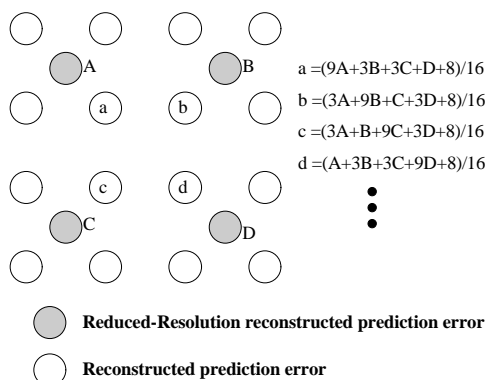 A
B
a =(9A+3B+3C+D+8)/16
a
b
b =(3A+9B+C+3D+8)/16
c =(3A+B+9C+3D+8)/16
c
d
d =(A+3B+3C+9D+8)/16
C
D
Reduced-Resolution reconstructed prediction error
Reconstructed prediction error